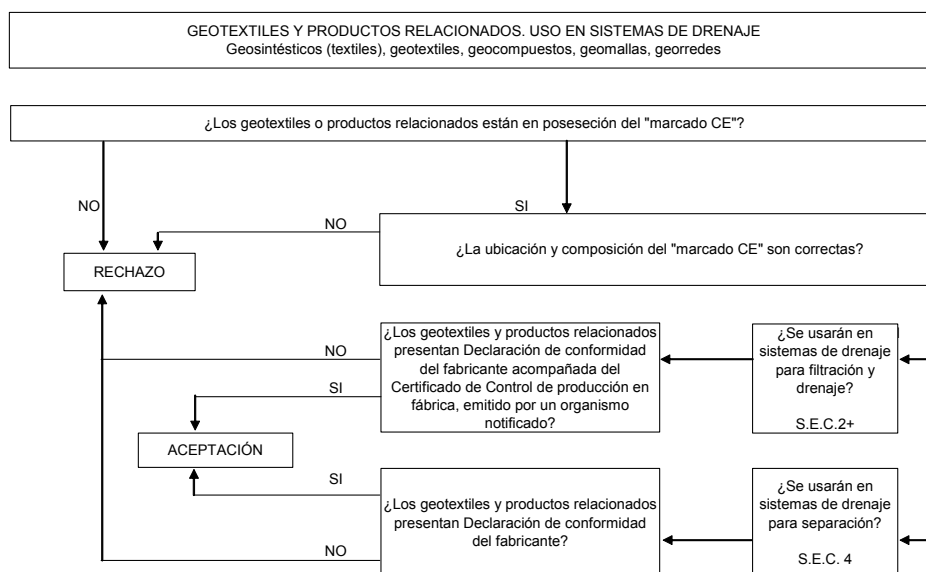 GEOTEXTILES Y PRODUCTOS RELACIONADOS. USO EN SISTEMAS DE DRENAJE
Geosintésticos (textiles), geotextiles, geocompuestos, geomallas, georredes
¿Los geotextiles o productos relacionados están en poseseción del "marcado CE"?
NO
SI
NO
¿La ubicación y composición del "marcado CE" son correctas?
RECHAZO
NO
SI
¿Los geotextiles y productos relacionados
presentan Declaración de conformidad
del fabricante acompañada del
Certificado de Control de producción en
fábrica, emitido por un organismo
notificado?
¿Se usarán en
sistemas de drenaje
para filtración y
drenaje?
S.E.C.2+
ACEPTACIÓN
SI
NO
¿Los geotextiles y productos relacionados
presentan Declaración de conformidad
del fabricante?
¿Se usarán en
sistemas de drenaje
para separación?
S.E.C. 4